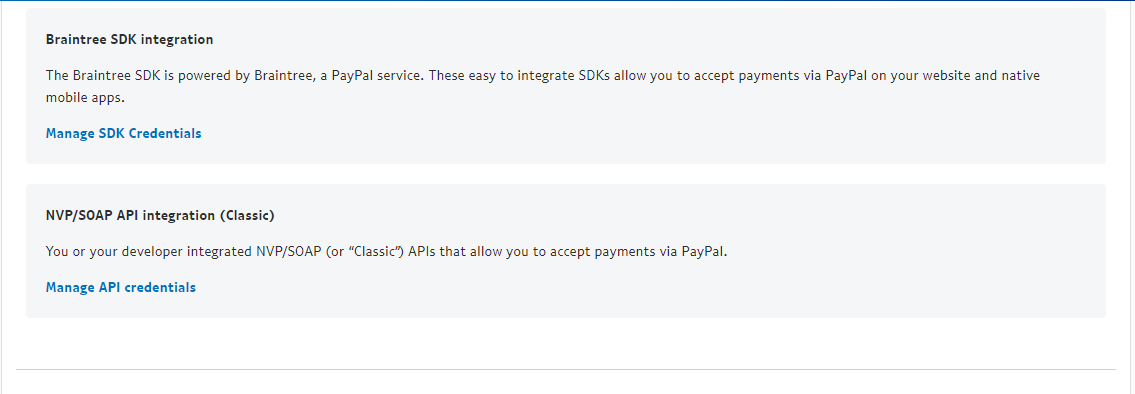 Braintree SDK integration
The Braintree SDK is powered by Braintree, a PayPal service. These easy to integrate SDKs allow you to accept payments via PayPal on your website and native
mobile apps.
Manage SDK Credentials
NVP/SOAP API integration (Classic)
You or your developer integrated NVP/SOAP (or “Classic”) APIs that allow you to accept payments via PayPal.
Manage API credentials